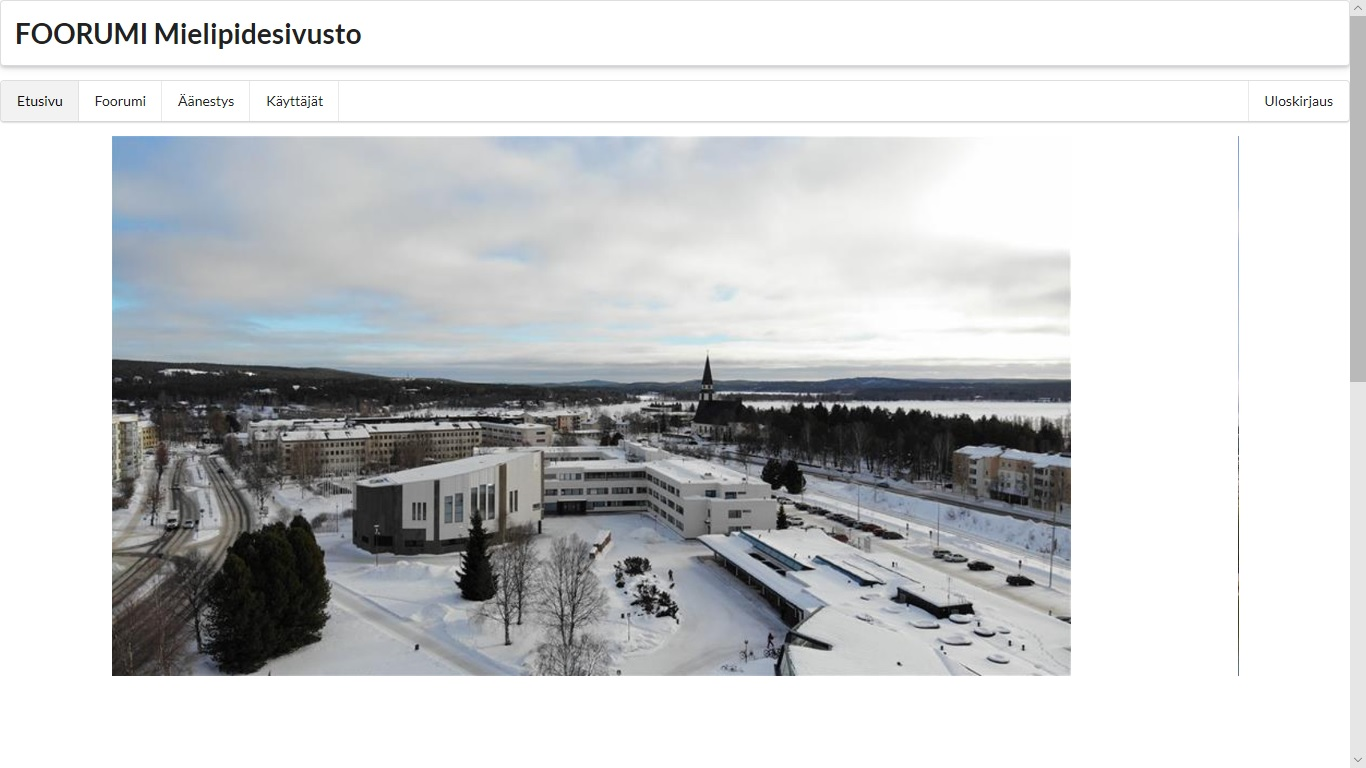 FOORUMI Mielipidesivusto
Etusivu Foorumi Äänestys Käyttäjät Uloskirjaus